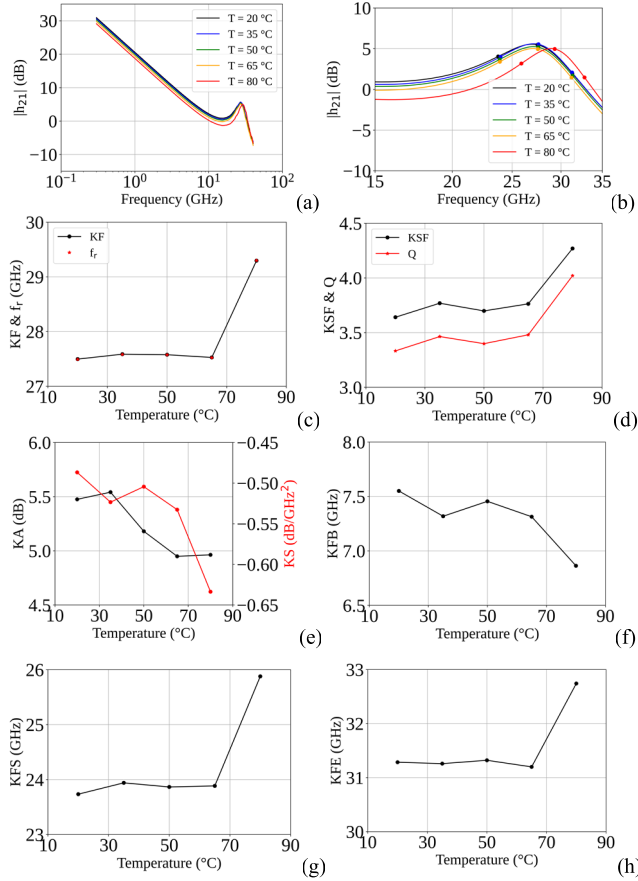 30
20
10
0
−10
10⁻¹
10⁰
10¹
10²
|h₂₁| (dB)
Frequency (GHz)
T = 20 °C
T = 35 °C
T = 50 °C
T = 65 °C
T = 80 °C
(a)
10
5
0
−5
−10
15
20
25
30
35
|h₂₁| (dB)
Frequency (GHz)
T = 20 °C
T = 35 °C
T = 50 °C
T = 65 °C
T = 80 °C
(b)
30
29
28
27
10
30
50
70
90
KF & fᵣ (GHz)
Temperature (°C)
KF
fᵣ
(c)
4.5
4.0
3.5
3.0
10
30
50
70
90
KSF & Q
Temperature (°C)
KSF
Q
(d)
6.0
5.5
5.0
4.5
−0.45
−0.50
−0.55
−0.60
−0.65
10
30
50
70
90
KA (dB)
KS (dB/GHz²)
Temperature (°C)
(e)
8.0
7.5
7.0
6.5
10
30
50
70
90
KFB (GHz)
Temperature (°C)
(f)
26
25
24
23
10
30
50
70
90
KFS (GHz)
Temperature (°C)
(g)
33
32
31
30
10
30
50
70
90
KFE (GHz)
Temperature (°C)
(h)